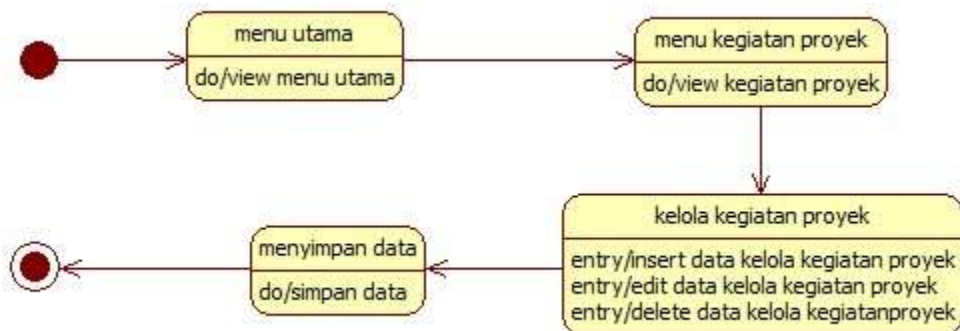 menu utama
do/view menu utama
menu kegiatan proyek
do/view kegiatan proyek
kelola kegiatan proyek
entry/insert data kelola kegiatan proyek
entry/edit data kelola kegiatan proyek
entry/delete data kelola kegiatanproyek
menyimpan data
do/simpan data